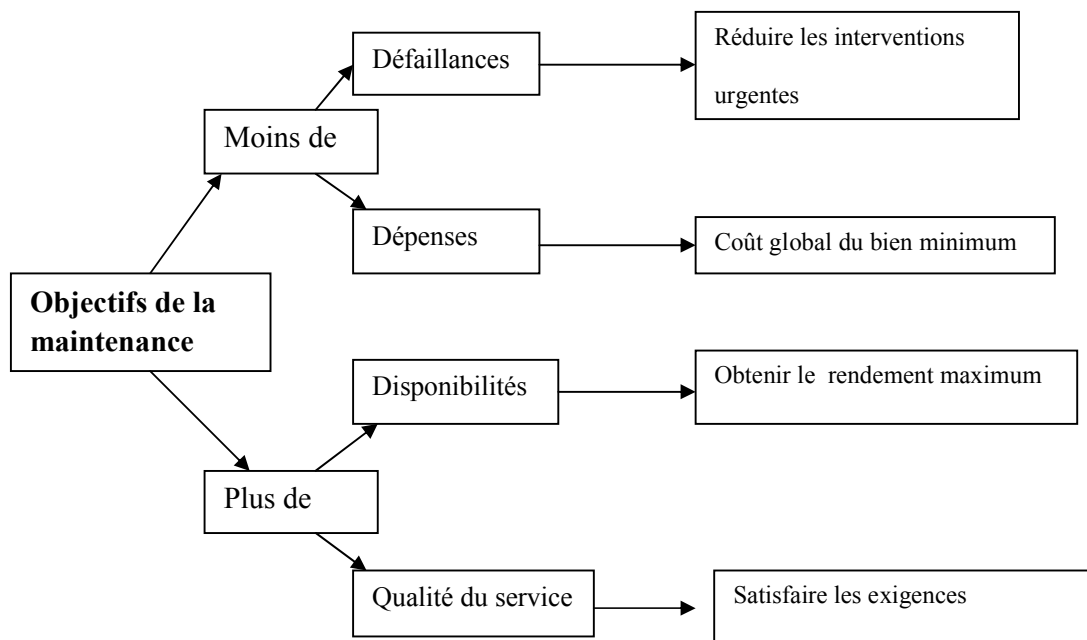 Défaillances
Réduire les interventions
urgentes
Moins de
Dépenses
Coût global du bien minimum
Objectifs de la
maintenance
Disponibilités
Obtenir le  rendement maximum
Plus de
Qualité du service
Satisfaire les exigences